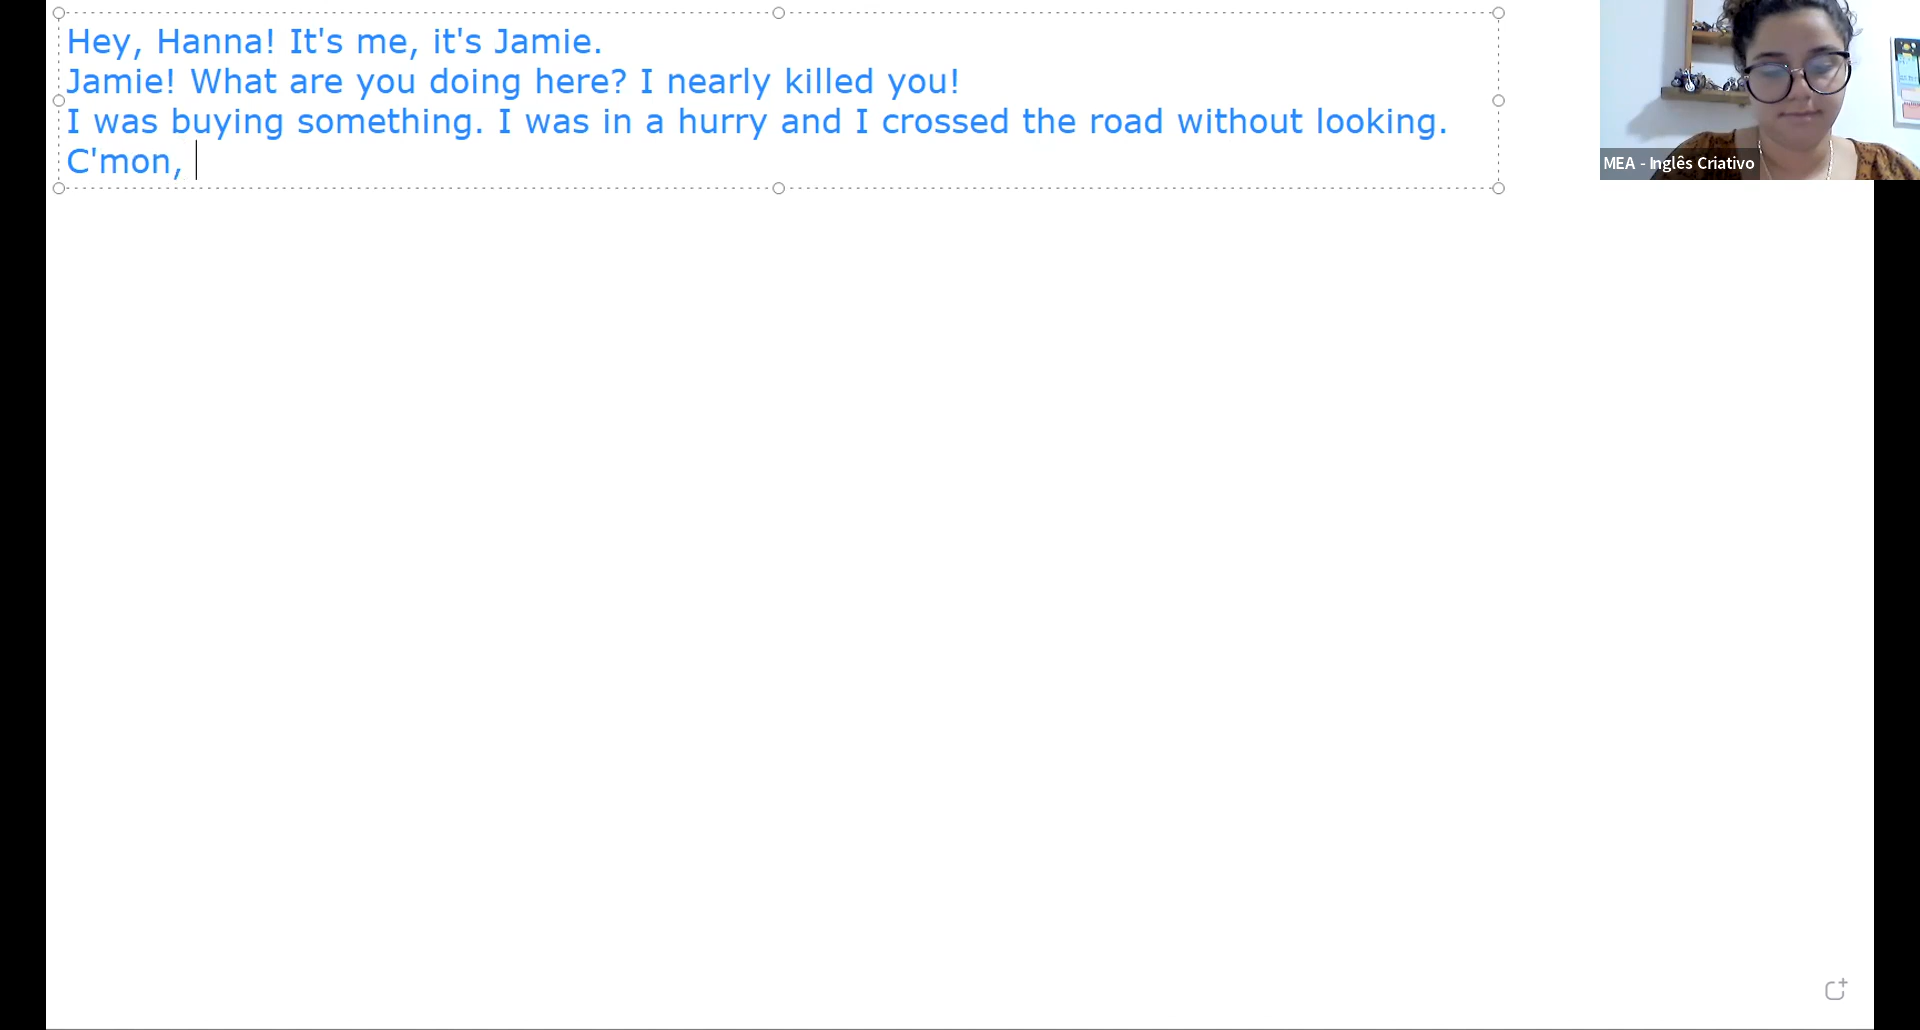 Hey, Hanna! It's me, it's Jamie.
Jamie! What are you doing here? I nearly killed you!
I was buying something. I was in a hurry and I crossed the road without looking.
C'mon,
MEA - Inglês Criativo